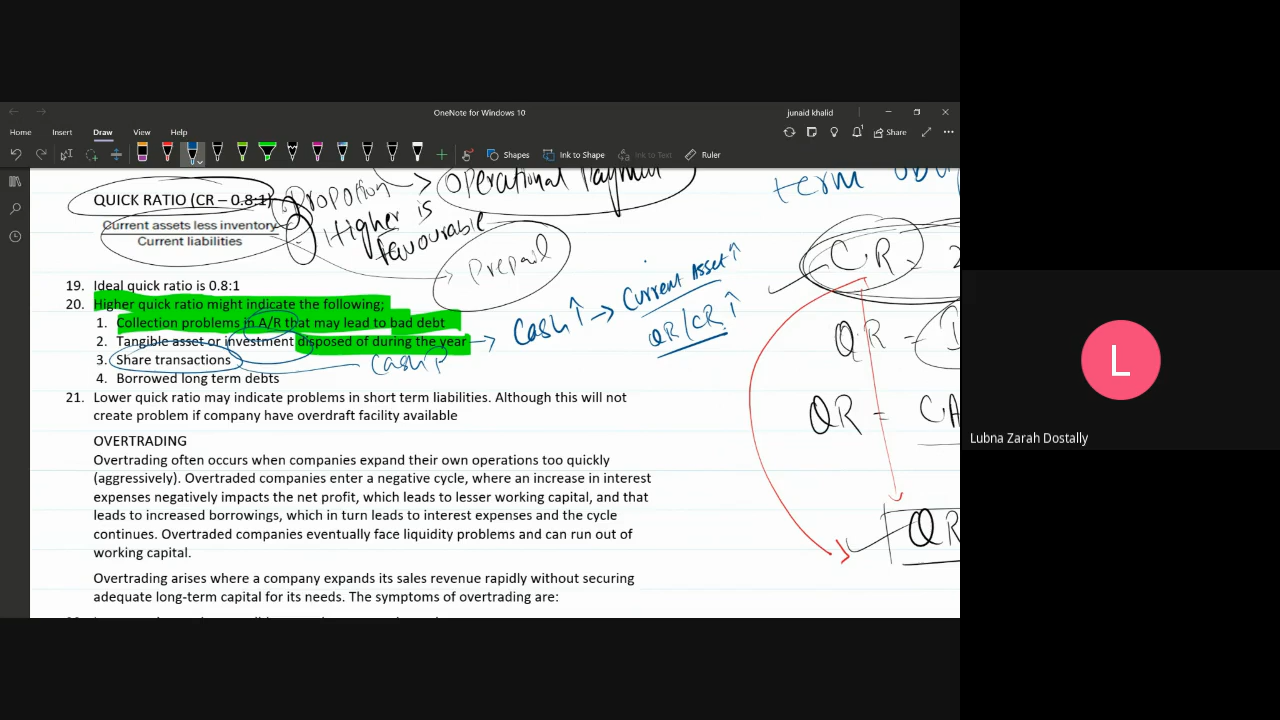 OneNote for Windows 10
junaid khalid
Home Insert Draw View Help
Share
Shapes Ink to Shape Ink to Text Ruler
operational Payment
term
QUICK RATIO (CR – 0.8:1)
Current assets less inventory
Current liabilities
Propotion
Higher is
favourable
Prepaid
CR = 2
19. Ideal quick ratio is 0.8:1
20. Higher quick ratio might indicate the following;
1. Collection problems in A/R that may lead to bad debt
2. Tangible asset or investment disposed of during the year
3. Share transactions
4. Borrowed long term debts
Cash ↑ → Current Asset ↑
QR/CR ↑
Cash ↑
QR =
QR = CA
QR
21. Lower quick ratio may indicate problems in short term liabilities. Although this will not
create problem if company have overdraft facility available
OVERTRADING
Overtrading often occurs when companies expand their own operations too quickly
(aggressively). Overtraded companies enter a negative cycle, where an increase in interest
expenses negatively impacts the net profit, which leads to lesser working capital, and that
leads to increased borrowings, which in turn leads to interest expenses and the cycle
continues. Overtraded companies eventually face liquidity problems and can run out of
working capital.
Overtrading arises where a company expands its sales revenue rapidly without securing
adequate long-term capital for its needs. The symptoms of overtrading are:
L
Lubna Zarah Dostally